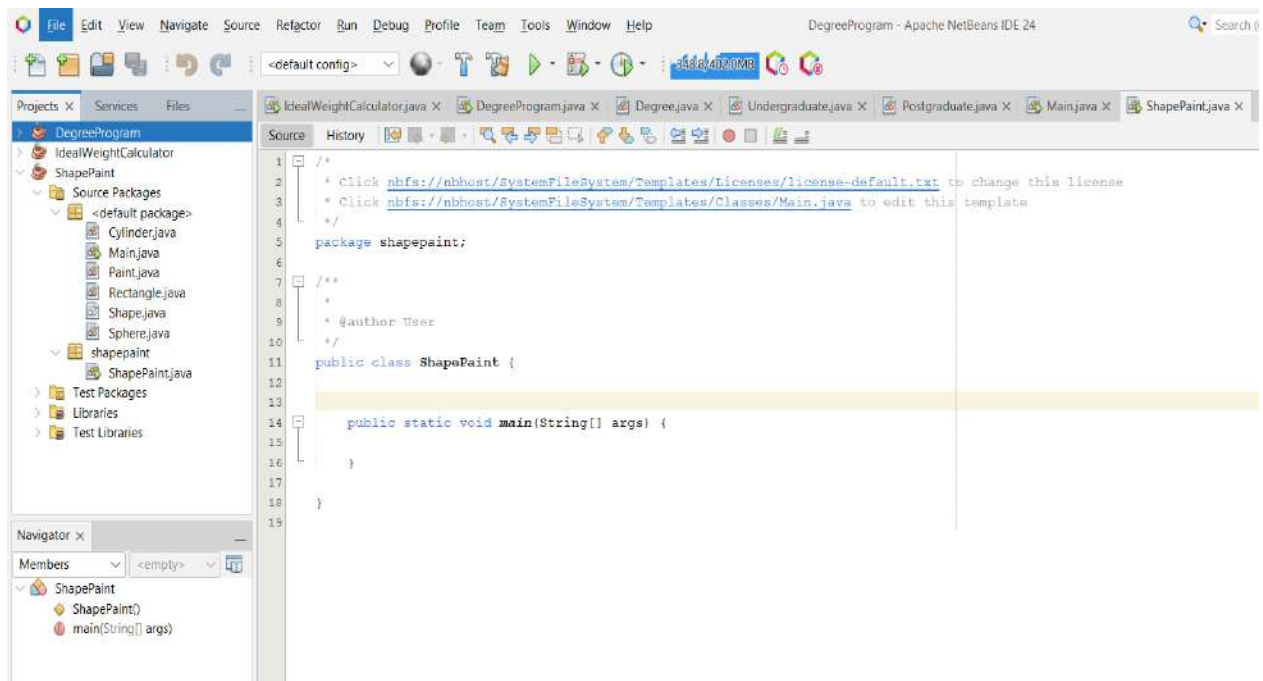 File Edit View Navigate Source Refactor Run Debug Profile Team Tools Window Help DegreeProgram - Apache NetBeans IDE 24 Search
<default config>
Projects Services Files
DegreeProgram
IdealWeightCalculator
ShapePaint
Source Packages
<default package>
Cylinder.java
Main.java
Paint.java
Rectangle.java
Shape.java
Sphere.java
shapepaint
ShapePaint.java
Test Packages
Libraries
Test Libraries
Navigator
Members <empty>
ShapePaint
ShapePaint()
main(String[] args)
IdealWeightCalculator.java DegreeProgram.java Degree.java Undergraduate.java Postgraduate.java Main.java ShapePaint.java
Source History
1 /*
2 * Click nbfs://nbhost/SystemFileSystem/Templates/Licenses/license-default.txt to change this license
3 * Click nbfs://nbhost/SystemFileSystem/Templates/Classes/Main.java to edit this template
4 */
5 package shapepaint;
6
7 /**
8 *
9 * @author User
10 */
11 public class ShapePaint {
12
13
14 public static void main(String[] args) {
15
16 }
17
18 }
19